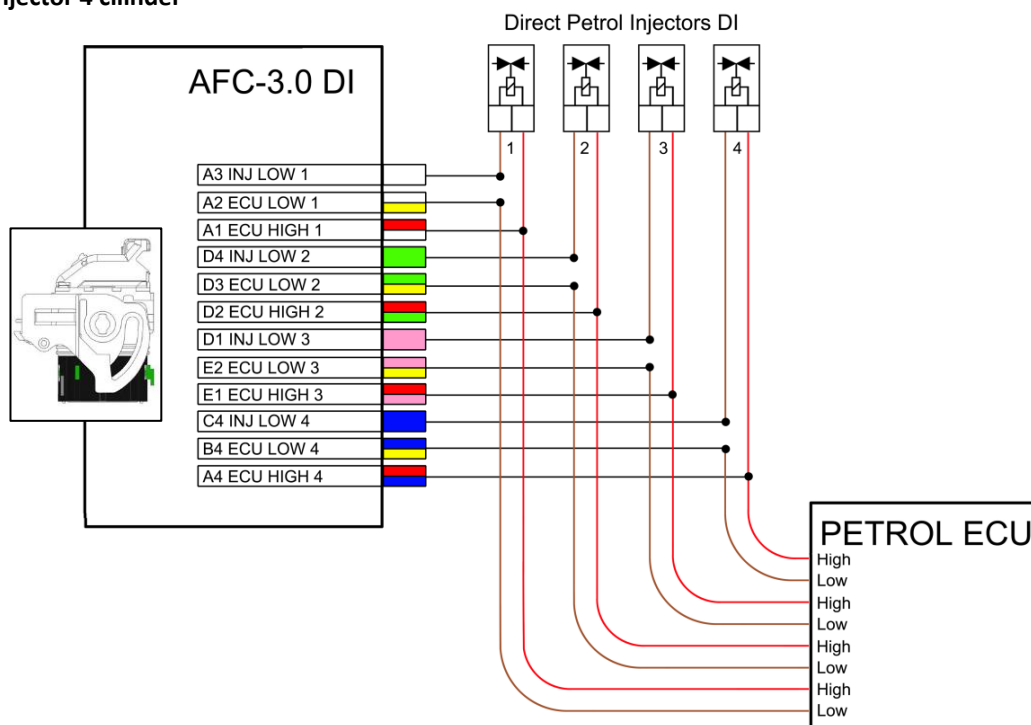 jector 4 cilinder
Direct Petrol Injectors DI
AFC-3.0 DI
1
2
3
4
A3 INJ LOW 1
A2 ECU LOW 1
A1 ECU HIGH 1
D4 INJ LOW 2
D3 ECU LOW 2
D2 ECU HIGH 2
D1 INJ LOW 3
E2 ECU LOW 3
E1 ECU HIGH 3
C4 INJ LOW 4
B4 ECU LOW 4
A4 ECU HIGH 4
PETROL ECU
High
Low
High
Low
High
Low
High
Low